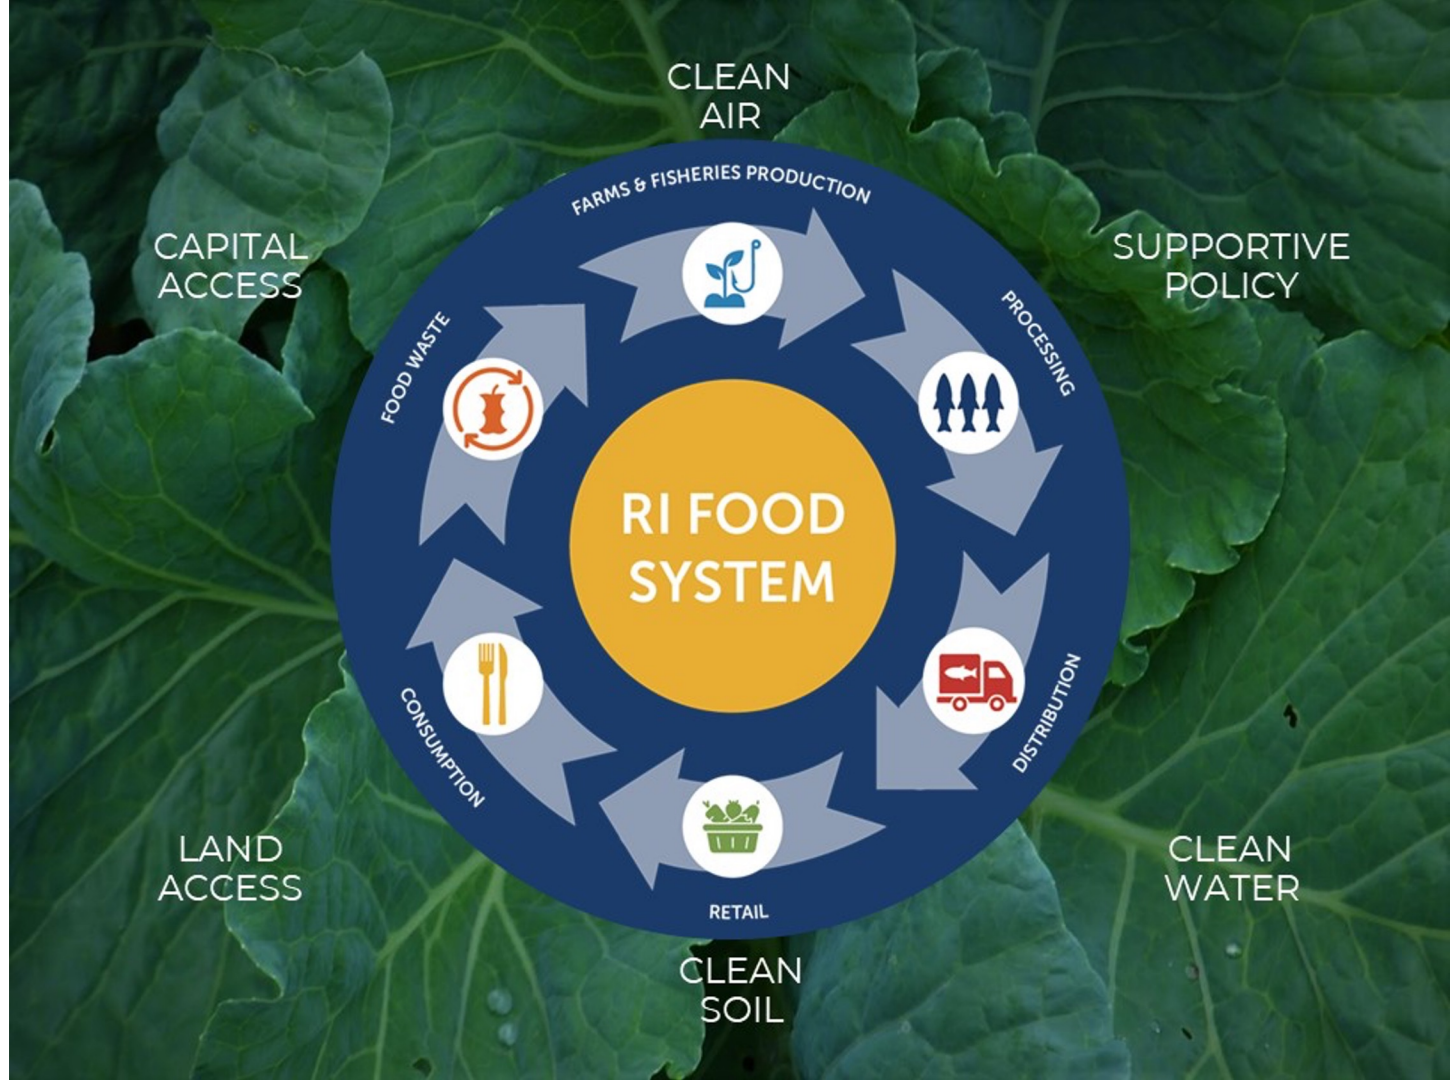 CLEAN
AIR
FARMS & FISHERIES PRODUCTION
CAPITAL
ACCESS
SUPPORTIVE
POLICY
FOOD WASTE
PROCESSING
RI FOOD
SYSTEM
CONSUMPTION
DISTRIBUTION
LAND
ACCESS
CLEAN
WATER
RETAIL
CLEAN
SOIL